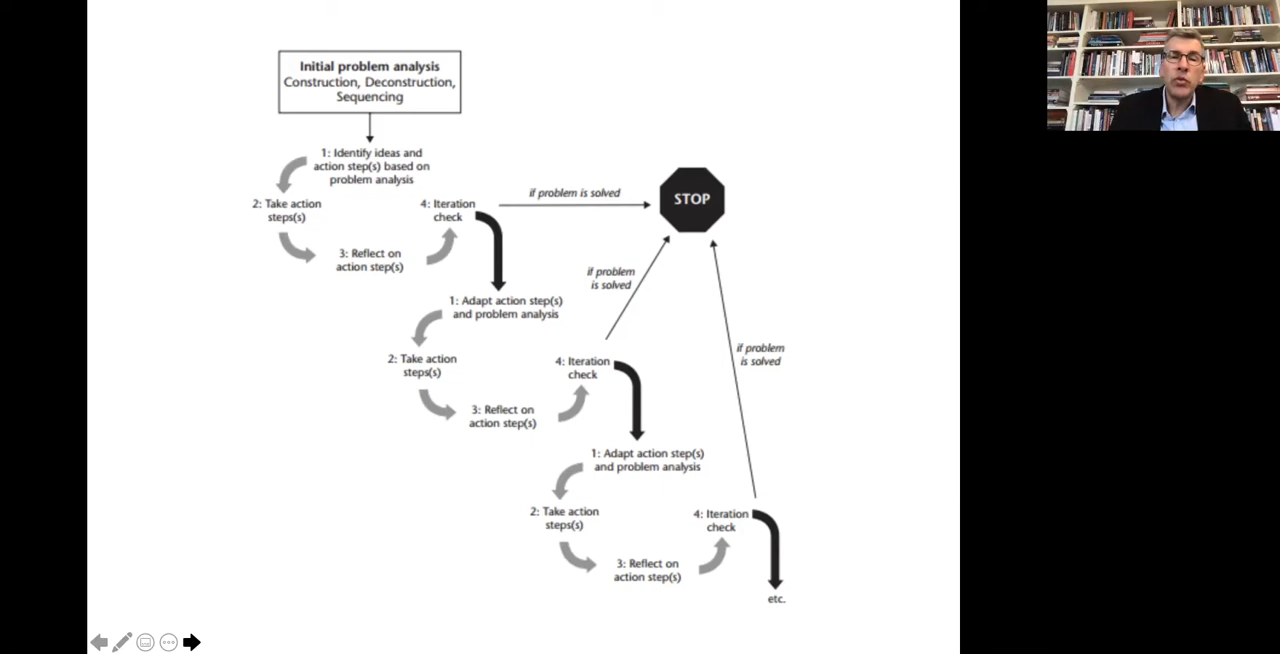 Initial problem analysis
Construction, Deconstruction,
Sequencing
1: Identify ideas and
action step(s) based on
problem analysis
2: Take action
steps(s)
3: Reflect on
action step(s)
4: Iteration
check
if problem is solved
STOP
1: Adapt action step(s)
and problem analysis
2: Take action
steps(s)
3: Reflect on
action step(s)
4: Iteration
check
if problem
is solved
1: Adapt action step(s)
and problem analysis
2: Take action
steps(s)
3: Reflect on
action step(s)
4: Iteration
check
if problem
is solved
etc.